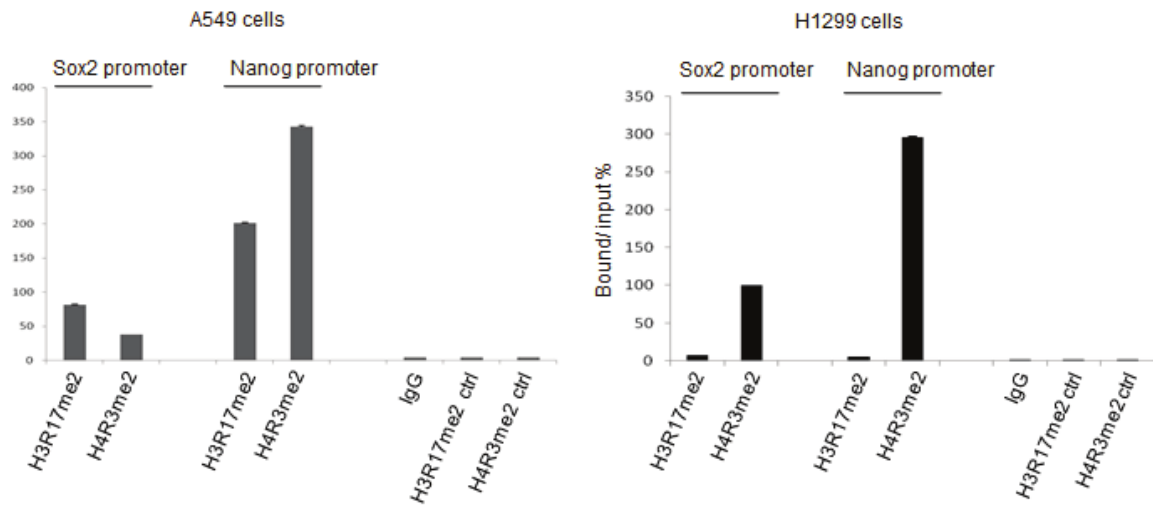 A549 cells
Sox2 promoter Nanog promoter
400
350
300
250
200
150
100
50
0
H3R17me2
H4R3me2
H3R17me2
H4R3me2
IgG
H3R17me2 ctrl
H4R3me2 ctrl
H1299 cells
Sox2 promoter Nanog promoter
Bound/ input %
350
300
250
200
150
100
50
0
H3R17me2
H4R3me2
H3R17me2
H4R3me2
IgG
H3R17me2 ctrl
H4R3me2 ctrl